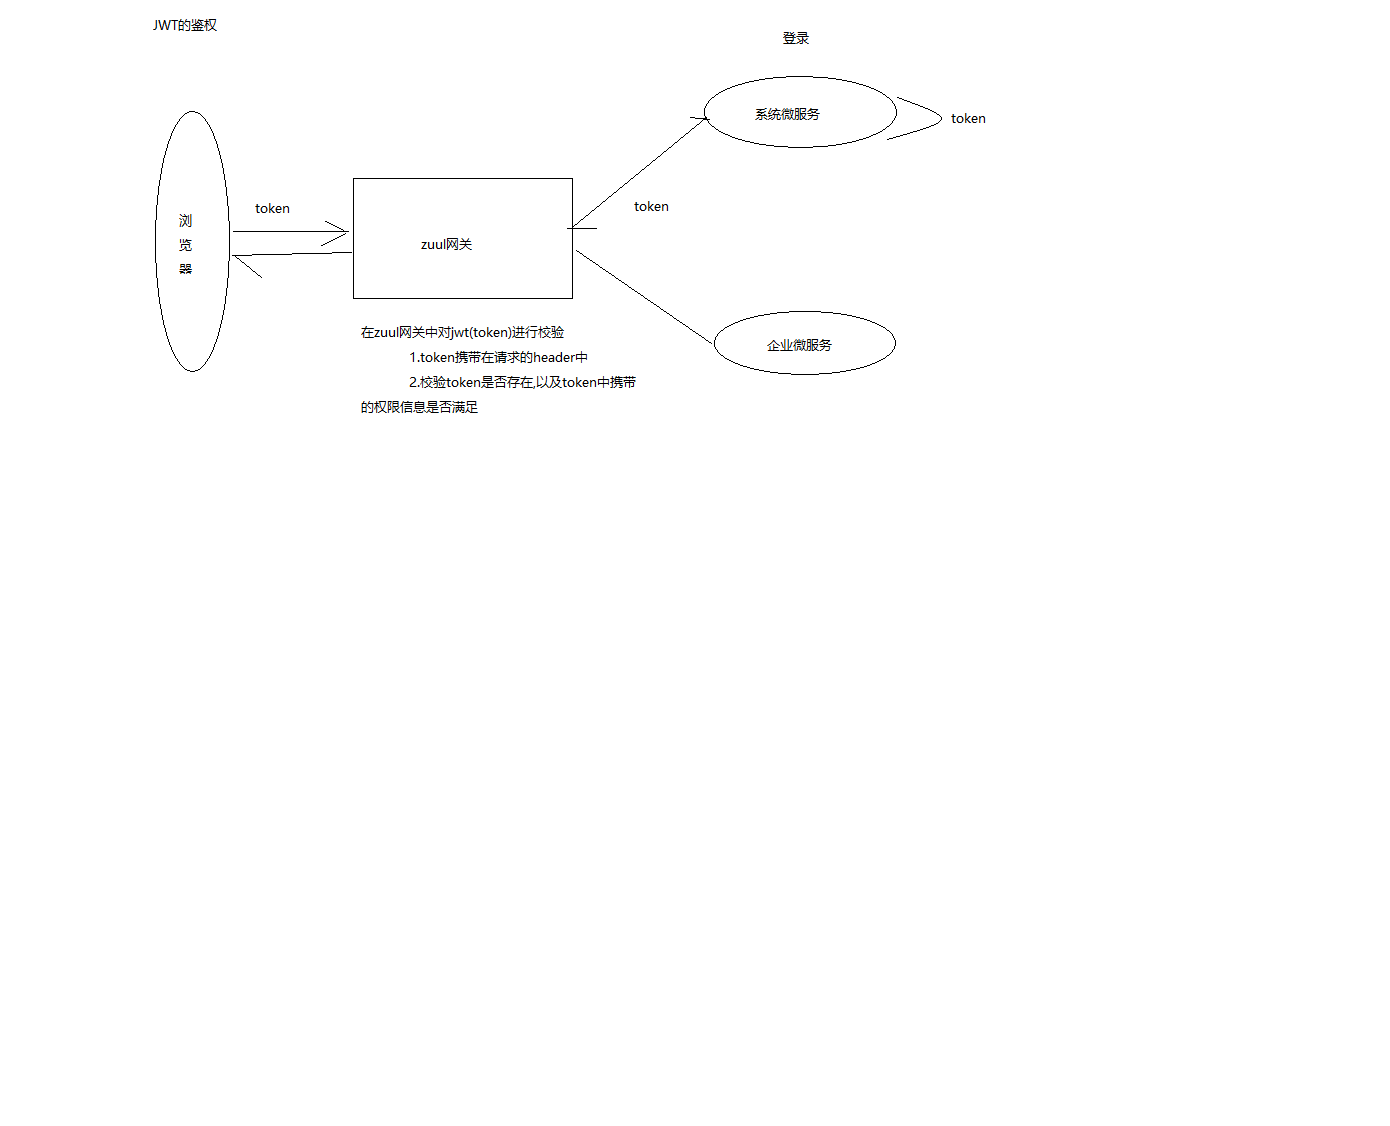 JWT的鉴权
登录
系统微服务
token
token
浏
览
器
zuul网关
token
企业微服务
在zuul网关中对jwt(token)进行校验
1.token携带在请求的header中
2.校验token是否存在,以及token中携带
的权限信息是否满足